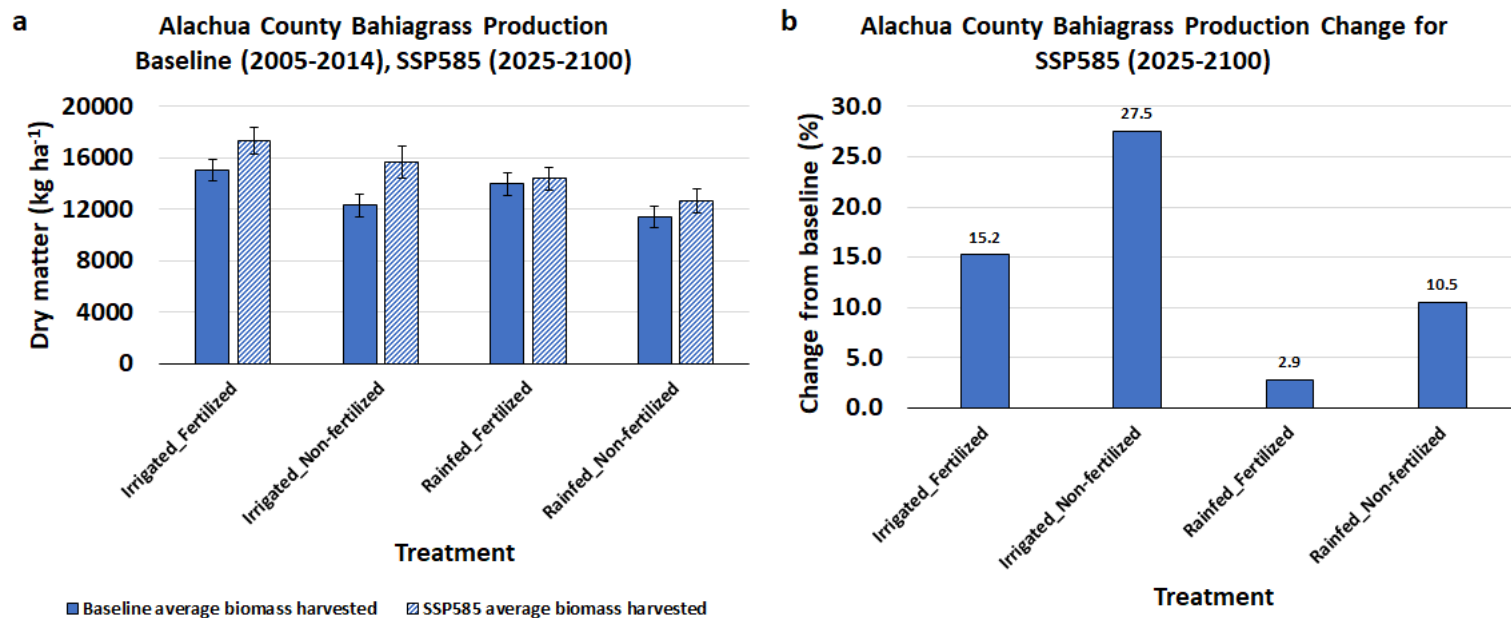 a
Alachua County Bahiagrass Production
Baseline (2005-2014), SSP585 (2025-2100)
Dry matter (kg ha⁻¹)
20000
16000
12000
8000
4000
0
Irrigated_Fertilized
Irrigated_Non-fertilized
Rainfed_Fertilized
Rainfed_Non-fertilized
Treatment
Baseline average biomass harvested
SSP585 average biomass harvested
b
Alachua County Bahiagrass Production Change for
SSP585 (2025-2100)
Change from baseline (%)
30.0
25.0
20.0
15.0
10.0
5.0
0.0
15.2
27.5
2.9
10.5
Irrigated_Fertilized
Irrigated_Non-fertilized
Rainfed_Fertilized
Rainfed_Non-fertilized
Treatment